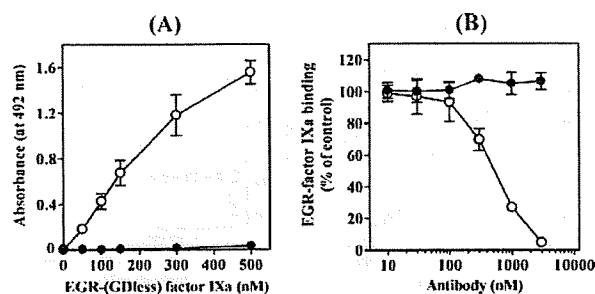 (A)
(B)
Absorbance (at 492 nm)
1.6
1.2
0.8
0.4
0
0 100 200 300 400 500
EGR-(GDless) factor IXa (nM)
EGR-factor IXa binding
(% of control)
120
100
80
60
40
20
0
10 100 1000 10000
Antibody (nM)